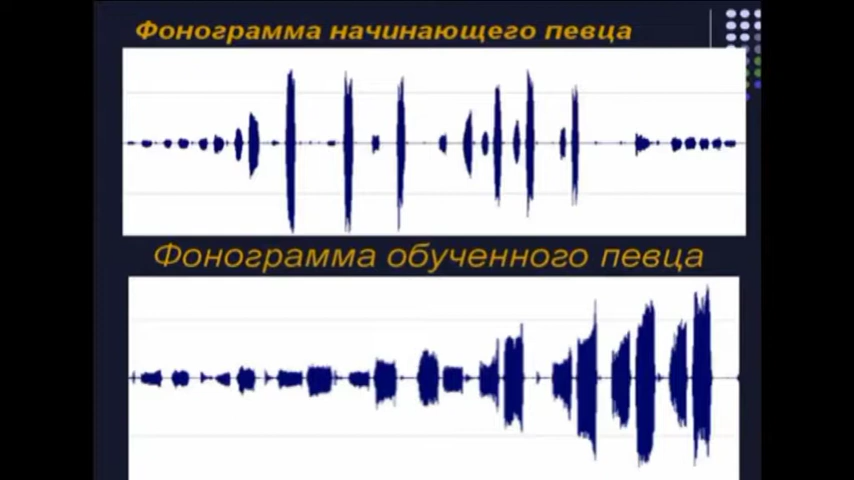 Фонограмма начинающего певца
Фонограмма обученного певца